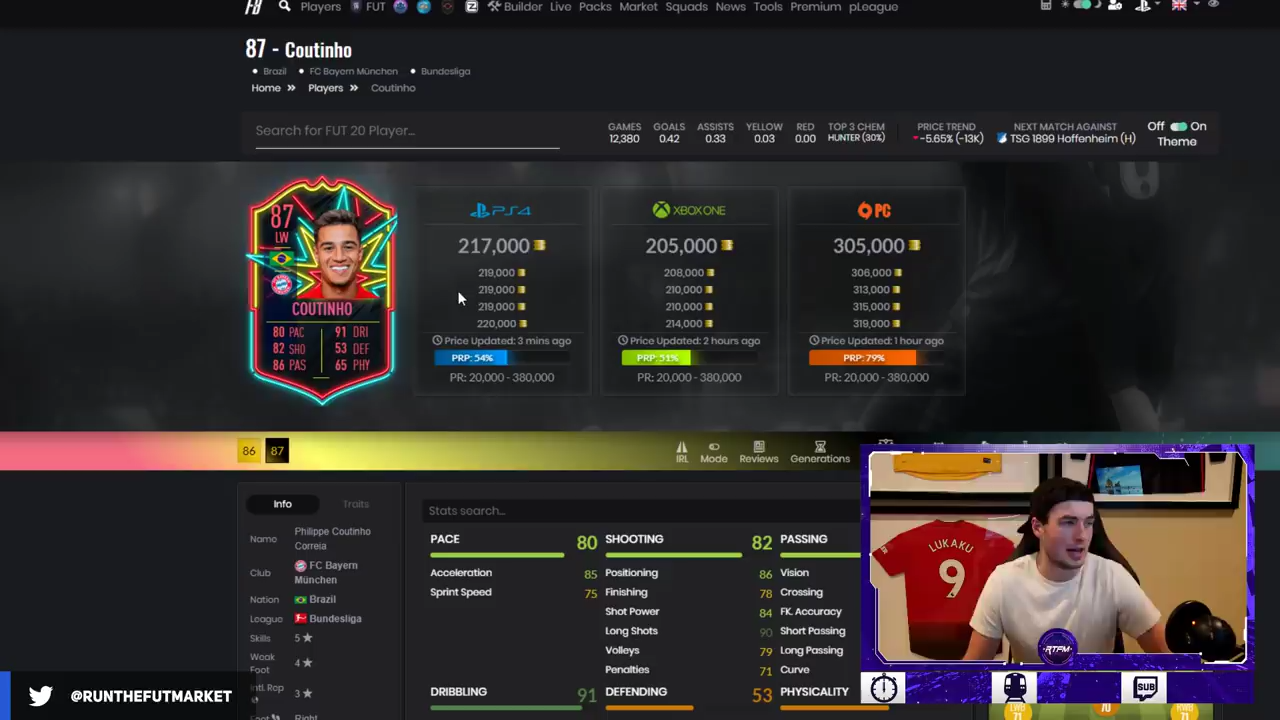 Players FUT Builder Live Packs Market Squads News Tools Premium pLeague
87 - Coutinho
Brazil FC Bayern München Bundesliga
Home » Players » Coutinho
Search for FUT 20 Player...
GAMES GOALS ASSISTS YELLOW RED TOP 3 CHEM PRICE TREND NEXT MATCH AGAINST Off On
12,380 0.42 0.33 0.03 0.00 HUNTER (30%) -5.65% (-13K) TSG 1899 Hoffenheim (H) Theme
87
LW
COUTINHO
80 PAC 91 DRI
82 SHO 53 DEF
86 PAS 65 PHY
PS4
217,000
219,000
219,000
219,000
220,000
Price Updated: 3 mins ago
PRP: 54%
PR: 20,000 - 380,000
XBOX ONE
205,000
208,000
210,000
210,000
214,000
Price Updated: 2 hours ago
PRP: 51%
PR: 20,000 - 380,000
PC
305,000
306,000
313,000
315,000
319,000
Price Updated: 1 hour ago
PRP: 79%
PR: 20,000 - 380,000
86 87
IRL Mode Reviews Generations
Info Traits
Name Philippe Coutinho
Correia
Club FC Bayern
München
Nation Brazil
League Bundesliga
Skills 5
Weak
Foot 4
Intl. Rep 3
Foot Right
Stats search...
PACE 80
Acceleration 85
Sprint Speed 75
SHOOTING 82
Positioning 86
Finishing 78
Shot Power 84
Long Shots 90
Volleys 79
Penalties 71
PASSING
Vision
Crossing
FK. Accuracy
Short Passing
Long Passing
Curve
DRIBBLING 91
DEFENDING 53
PHYSICALITY
LUKAKU
9
RTFM
SUB
LWB
71
70
RWB
71
@RUNTHEFUTMARKET